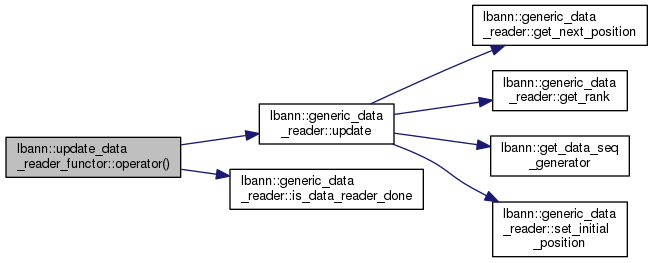 lbann::update_data
_reader_functor::operator()
lbann::generic_data
_reader::update
lbann::generic_data
_reader::is_data_reader_done
lbann::generic_data
_reader::get_next_position
lbann::generic_data
_reader::get_rank
lbann::get_data_seq
_generator
lbann::generic_data
_reader::set_initial
_position